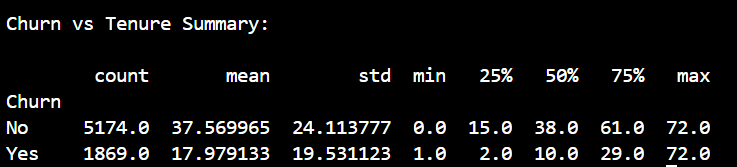 Churn vs Tenure Summary:
count mean std min 25% 50% 75% max
Churn
No 5174.0 37.569965 24.113777 0.0 15.0 38.0 61.0 72.0
Yes 1869.0 17.979133 19.531123 1.0 2.0 10.0 29.0 72.0